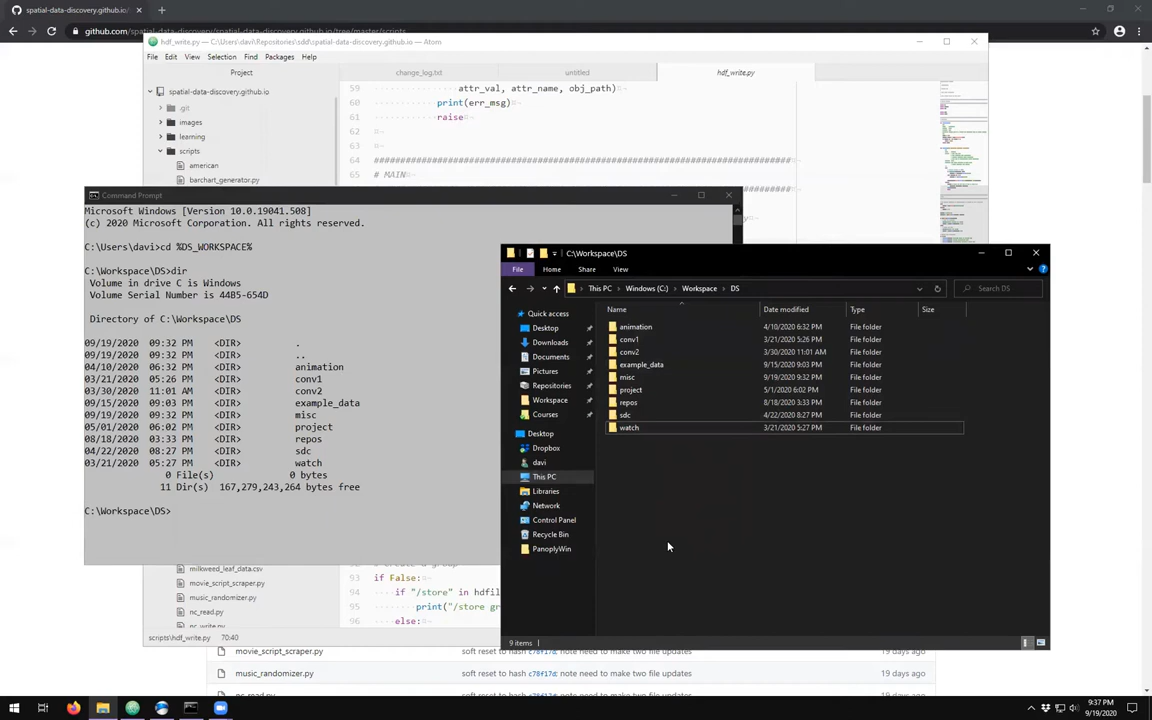 spatial-data-discovery.github.io
github.com/spatial-data-discovery/spatial-data-discovery.github.io/tree/master/scripts
hdf_write.py — C:\Users\davi\Repositories\sdd\spatial-data-discovery.github.io — Atom
File Edit View Selection Find Packages Help
Project
change_log.txt
untitled
hdf_write.py
spatial-data-discovery.github.io
.git
images
learning
scripts
american
barchart_generator.py
59 attr_val, attr_name, obj_path)
60 print(err_msg)
61 raise
62
63
64 ####
65 # MAIN
Command Prompt
Microsoft Windows [Version 10.0.19041.508]
(c) 2020 Microsoft Corporation. All rights reserved.
C:\Users\davi>cd %DS_WORKSPACE%
C:\Workspace\DS>dir
Volume in drive C is Windows
Volume Serial Number is 44B5-654D
Directory of C:\Workspace\DS
09/19/2020 09:32 PM <DIR> .
09/19/2020 09:32 PM <DIR> ..
04/10/2020 06:32 PM <DIR> animation
03/21/2020 05:26 PM <DIR> conv1
03/30/2020 11:01 AM <DIR> conv2
09/15/2020 09:03 PM <DIR> example_data
09/19/2020 09:32 PM <DIR> misc
05/01/2020 06:02 PM <DIR> project
08/18/2020 03:33 PM <DIR> repos
04/22/2020 08:27 PM <DIR> sdc
03/21/2020 05:27 PM <DIR> watch
0 File(s) 0 bytes
11 Dir(s) 167,279,243,264 bytes free
C:\Workspace\DS>
C:\Workspace\DS
File Home Share View
This PC > Windows (C:) > Workspace > DS
Search DS
Quick access
Desktop
Downloads
Documents
Pictures
Repositories
Workspace
Courses
Desktop
Dropbox
davi
This PC
Libraries
Network
Control Panel
Recycle Bin
PanoplyWin
Name Date modified Type Size
animation 4/10/2020 6:32 PM File folder
conv1 3/21/2020 5:26 PM File folder
conv2 3/30/2020 11:01 AM File folder
example_data 9/15/2020 9:03 PM File folder
misc 9/19/2020 9:32 PM File folder
project 5/1/2020 6:02 PM File folder
repos 8/18/2020 3:33 PM File folder
sdc 4/22/2020 8:27 PM File folder
watch 3/21/2020 5:27 PM File folder
9 items
milkweed_leaf_data.csv
movie_script_scraper.py
music_randomizer.py
nc_read.py
93 if False:
94 if "/store" in hdfil
95 print("/store gr
96 else:
scripts\hdf_write.py 70:40
movie_script_scraper.py soft reset to hash c78f17d; note need to make two file updates 19 days ago
music_randomizer.py soft reset to hash c78f17d; note need to make two file updates 19 days ago
19 days ago
9:37 PM
9/19/2020